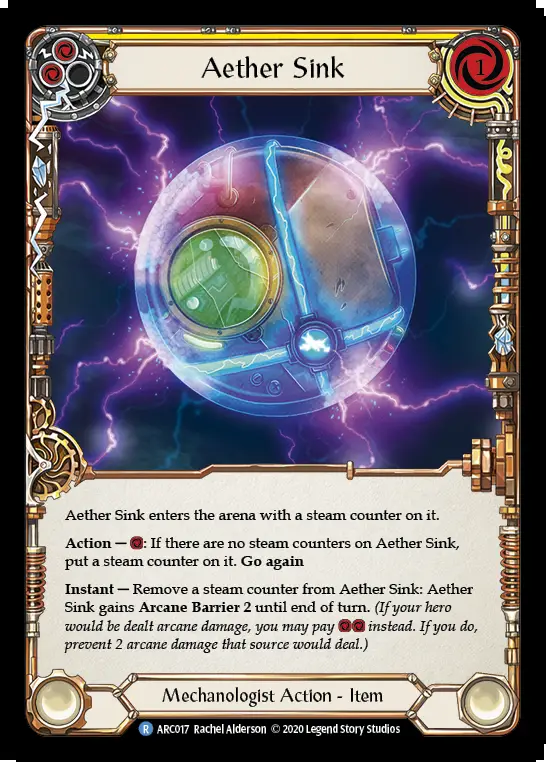 Aether Sink
1
Aether Sink enters the arena with a steam counter on it.
Action — : If there are no steam counters on Aether Sink,
put a steam counter on it. Go again
Instant — Remove a steam counter from Aether Sink: Aether
Sink gains Arcane Barrier 2 until end of turn. (If your hero
would be dealt arcane damage, you may pay instead. If you do,
prevent 2 arcane damage that source would deal.)
Mechanologist Action - Item
R ARC017 Rachel Alderson © 2020 Legend Story Studios